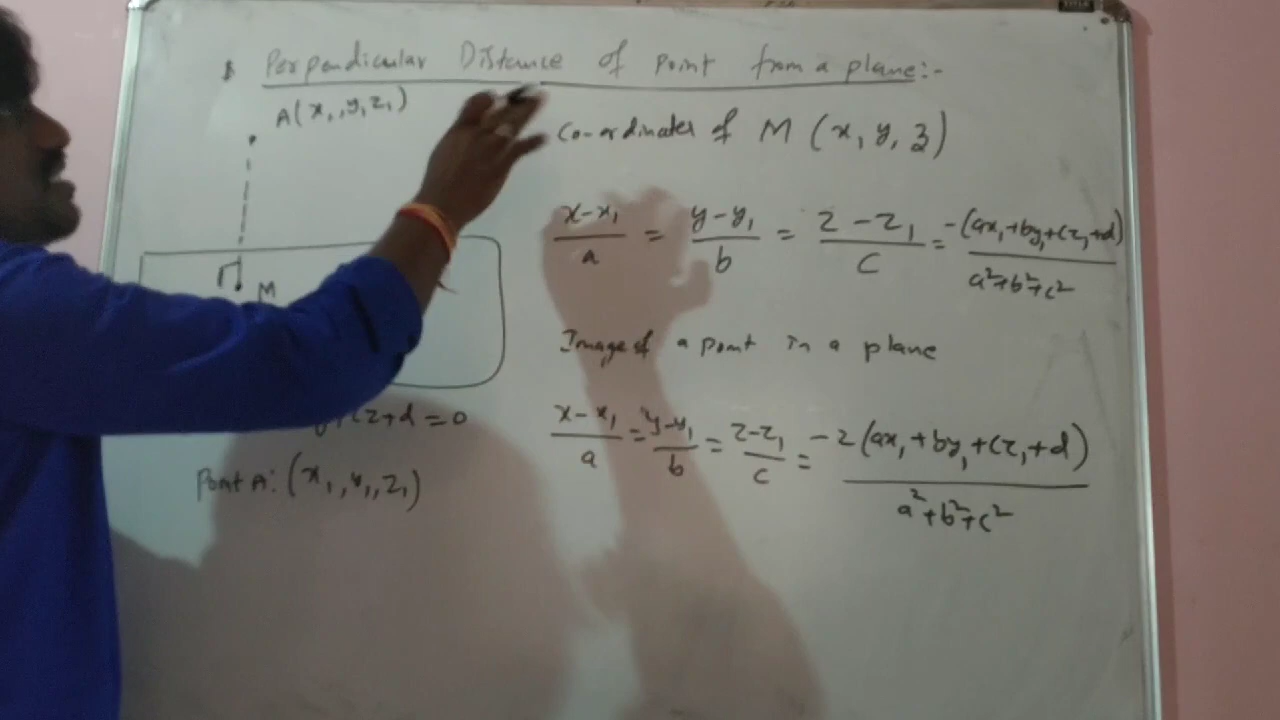 Perpendicular Distance of point from a plane:-
A(x₁, y₁ z₁)
Co-ordinates of M (x, y, z)
M
(x-x₁)/a = (y-y₁)/b = (z-z₁)/c = -(ax₁+by₁+cz₁+d)/(a²+b²+c²)
Image of a point in a plane
(x-x₁)/a = (y-y₁)/b = (z-z₁)/c = -2(ax₁+by₁+cz₁+d)/(a²+b²+c²)
y+cz+d=0
Point A: (x₁, y₁, z₁)